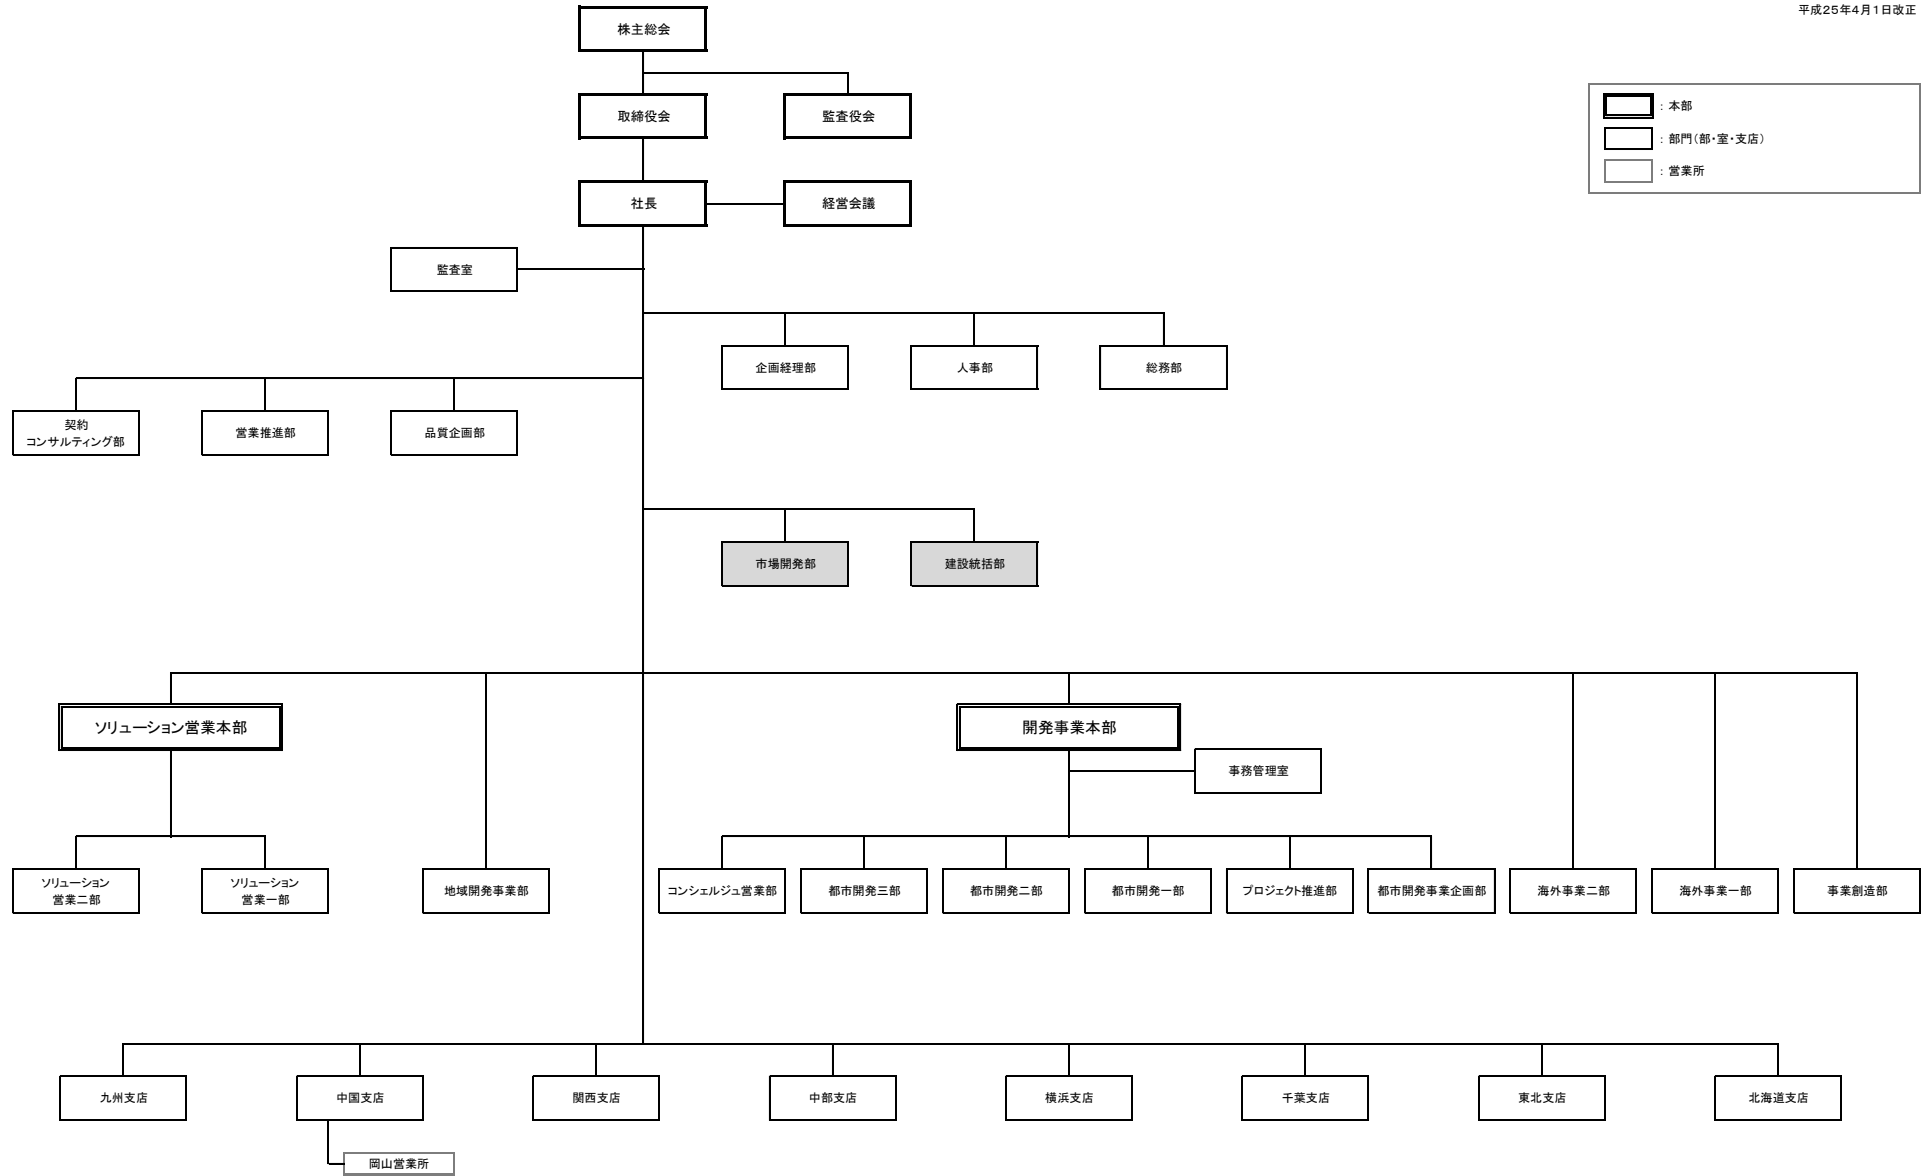 平成25年4月1日改正
株主総会
取締役会
監査役会
：本部
：部門(部・室・支店)
：営業所
社長
経営会議
監査室
企画経理部
人事部
総務部
契約
コンサルティング部
営業推進部
品質企画部
市場開発部
建設統括部
ソリューション営業本部
開発事業本部
事務管理室
ソリューション
営業二部
ソリューション
営業一部
地域開発事業部
コンシェルジュ営業部
都市開発三部
都市開発二部
都市開発一部
プロジェクト推進部
都市開発事業企画部
海外事業二部
海外事業一部
事業創造部
九州支店
中国支店
関西支店
中部支店
横浜支店
千葉支店
東北支店
北海道支店
岡山営業所